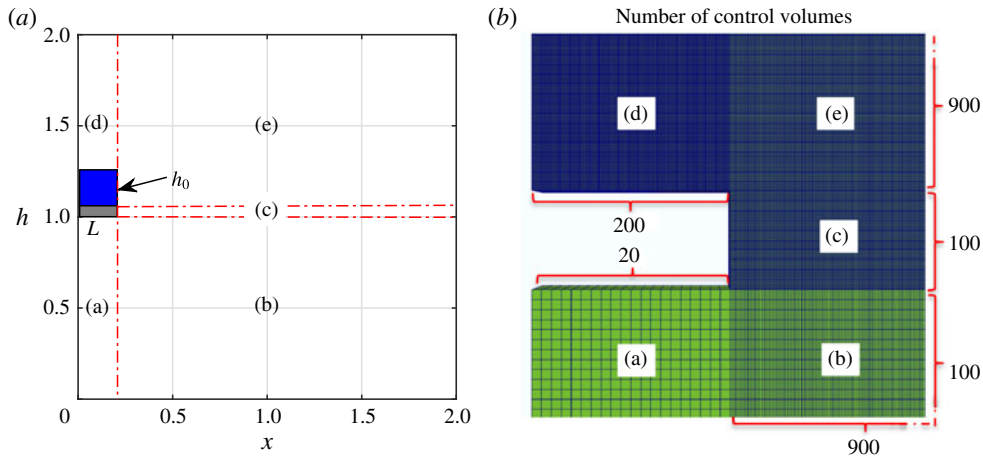 (a)
2.0
(d)
(e)
1.5
h₀
h
1.0
L
(c)
0.5
(a)
(b)
0
0.5
1.0
1.5
2.0
x
(b)
Number of control volumes
(d)
(e)
900
200
20
(c)
100
(a)
(b)
100
900